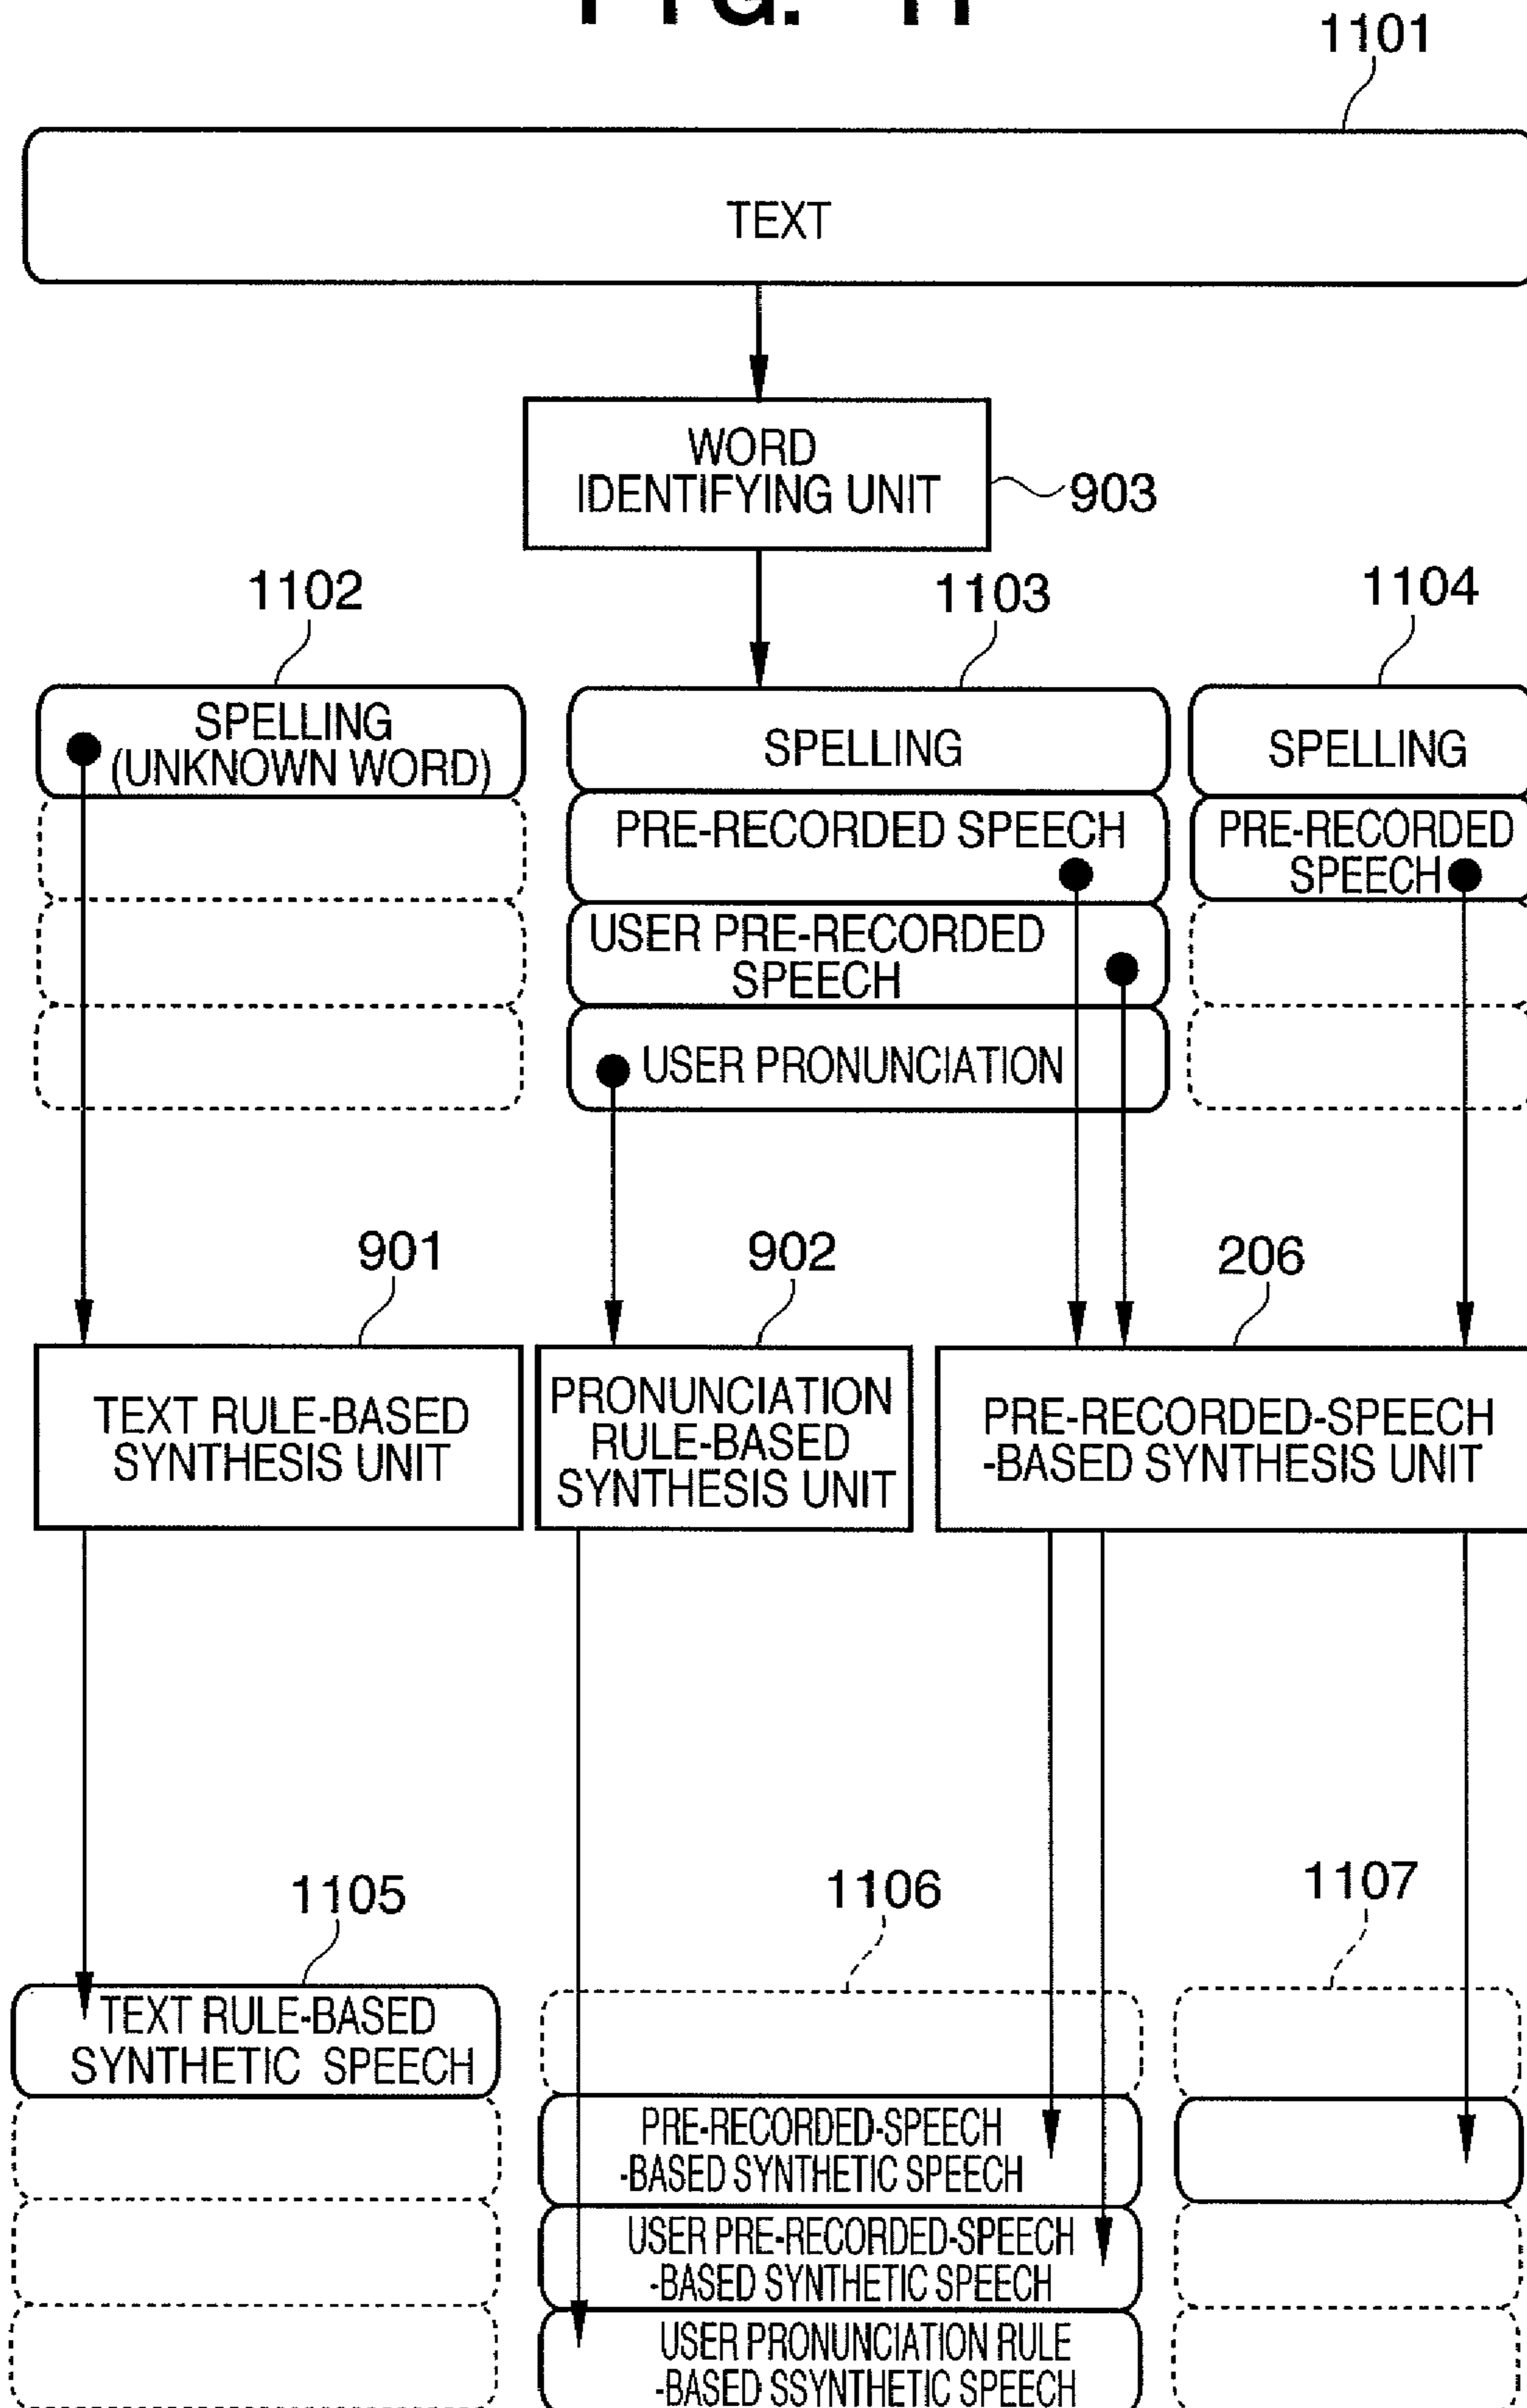 FIG. 11
1101
TEXT
WORD
IDENTIFYING UNIT
903
1102
1103
1104
SPELLING
(UNKNOWN WORD)
SPELLING
SPELLING
PRE-RECORDED SPEECH
PRE-RECORDED
SPEECH
USER PRE-RECORDED
SPEECH
USER PRONUNCIATION
901
902
206
TEXT RULE-BASED
SYNTHESIS UNIT
PRONUNCIATION
RULE-BASED
SYNTHESIS UNIT
PRE-RECORDED-SPEECH
-BASED SYNTHESIS UNIT
1105
1106
1107
TEXT RULE-BASED
SYNTHETIC SPEECH
PRE-RECORDED-SPEECH
-BASED SYNTHETIC SPEECH
USER PRE-RECORDED-SPEECH
-BASED SYNTHETIC SPEECH
USER PRONUNCIATION RULE
-BASED SSYNTHETIC SPEECH